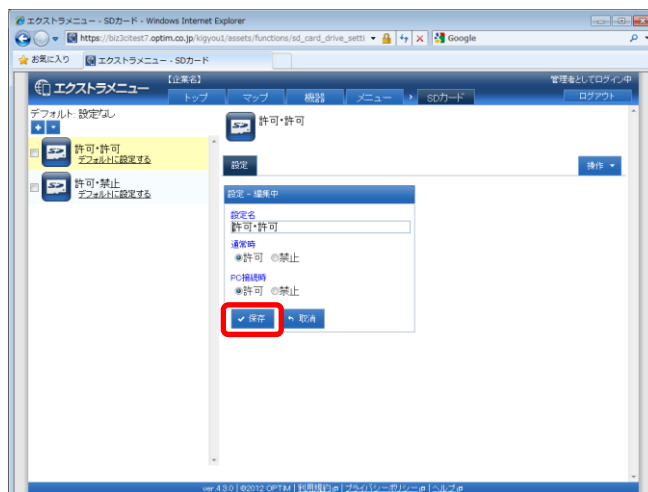 エクストラメニュー - SDカード - Windows Internet Explorer
https://biz3citest7.optim.co.jp/kigyou1/assets/functions/sd_card_drive_setti
Google
お気に入り エクストラメニュー - SDカード
エクストラメニュー
【企業名】
管理者としてログイン中
トップ マップ 機器 メニュー SDカード ログアウト
デフォルト: 設定なし
許可・許可
デフォルトに設定する
許可・禁止
デフォルトに設定する
許可・許可
設定
操作
設定 - 編集中
設定名
許可・許可
通常時
許可 禁止
PC接続時
許可 禁止
保存 取消
ver.4.3.0 | ©2012 OPTiM | 利用規約 | プライバシーポリシー | ヘルプ